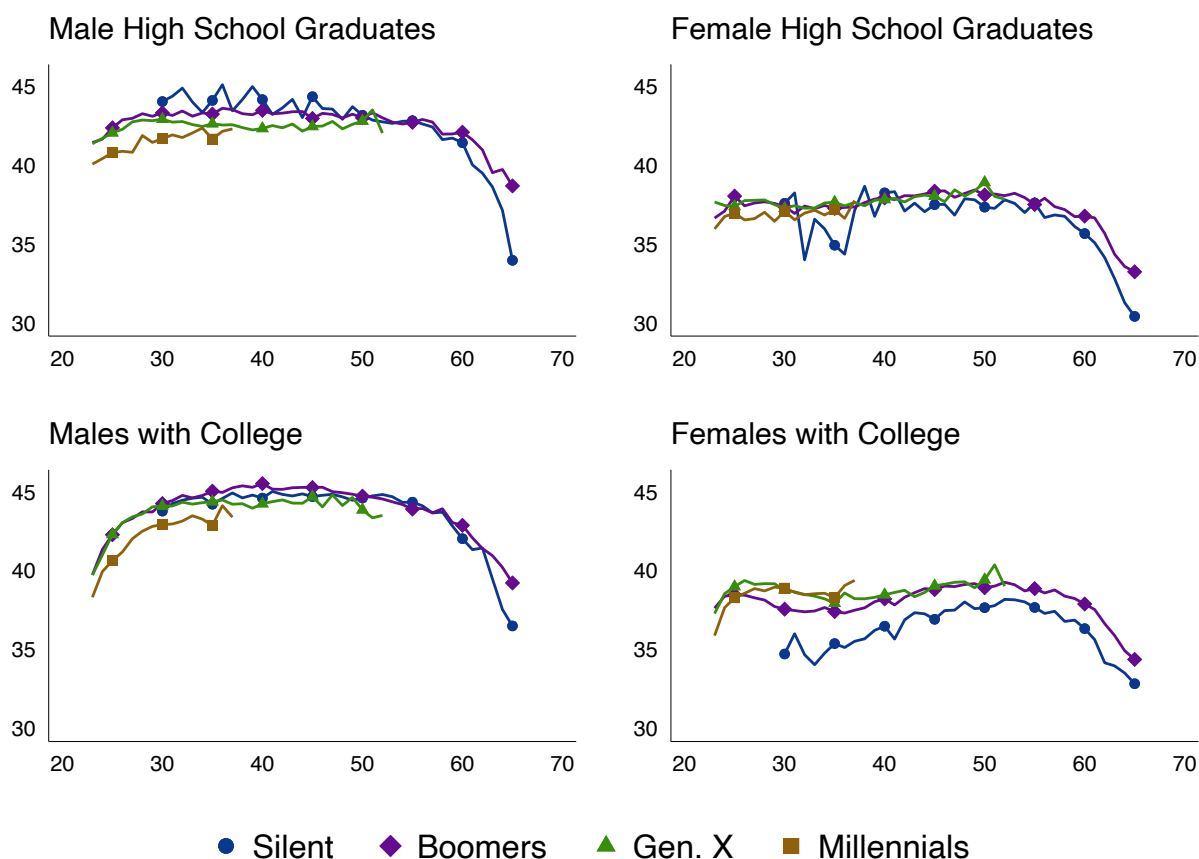 Male High School Graduates
45
40
35
30
20 30 40 50 60 70
Female High School Graduates
45
40
35
30
20 30 40 50 60 70
Males with College
45
40
35
30
20 30 40 50 60 70
Females with College
45
40
35
30
20 30 40 50 60 70
Silent Boomers Gen. X Millennials